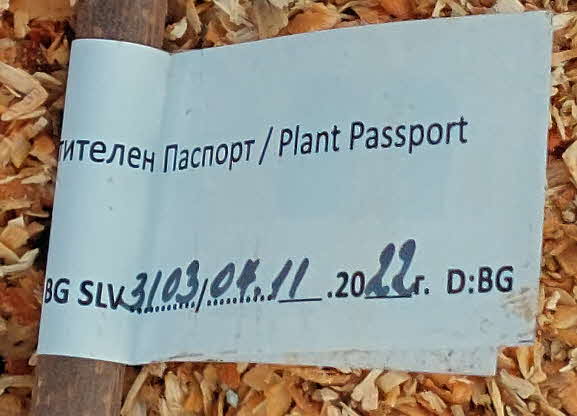 тителен Паспорт / Plant Passport
BG SLV 3103/04.11.2022г. D:BG